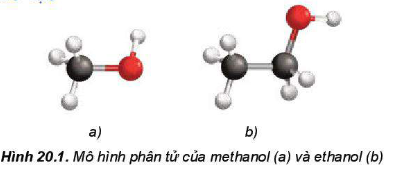 a)
b)
Hình 20.1. Mô hình phân tử của methanol (a) và ethanol (b)